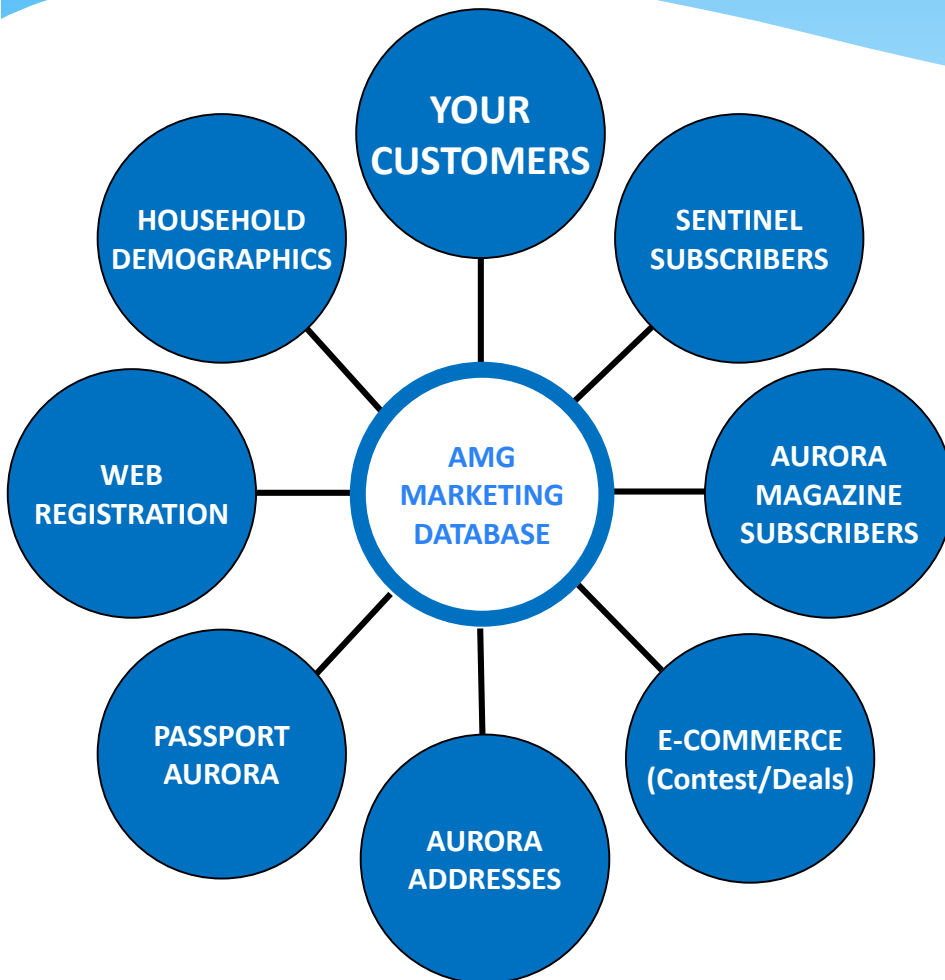 YOUR
CUSTOMERS
HOUSEHOLD
DEMOGRAPHICS
SENTINEL
SUBSCRIBERS
WEB
REGISTRATION
AMG
MARKETING
DATABASE
AURORA
MAGAZINE
SUBSCRIBERS
PASSPORT
AURORA
E-COMMERCE
(Contest/Deals)
AURORA
ADDRESSES